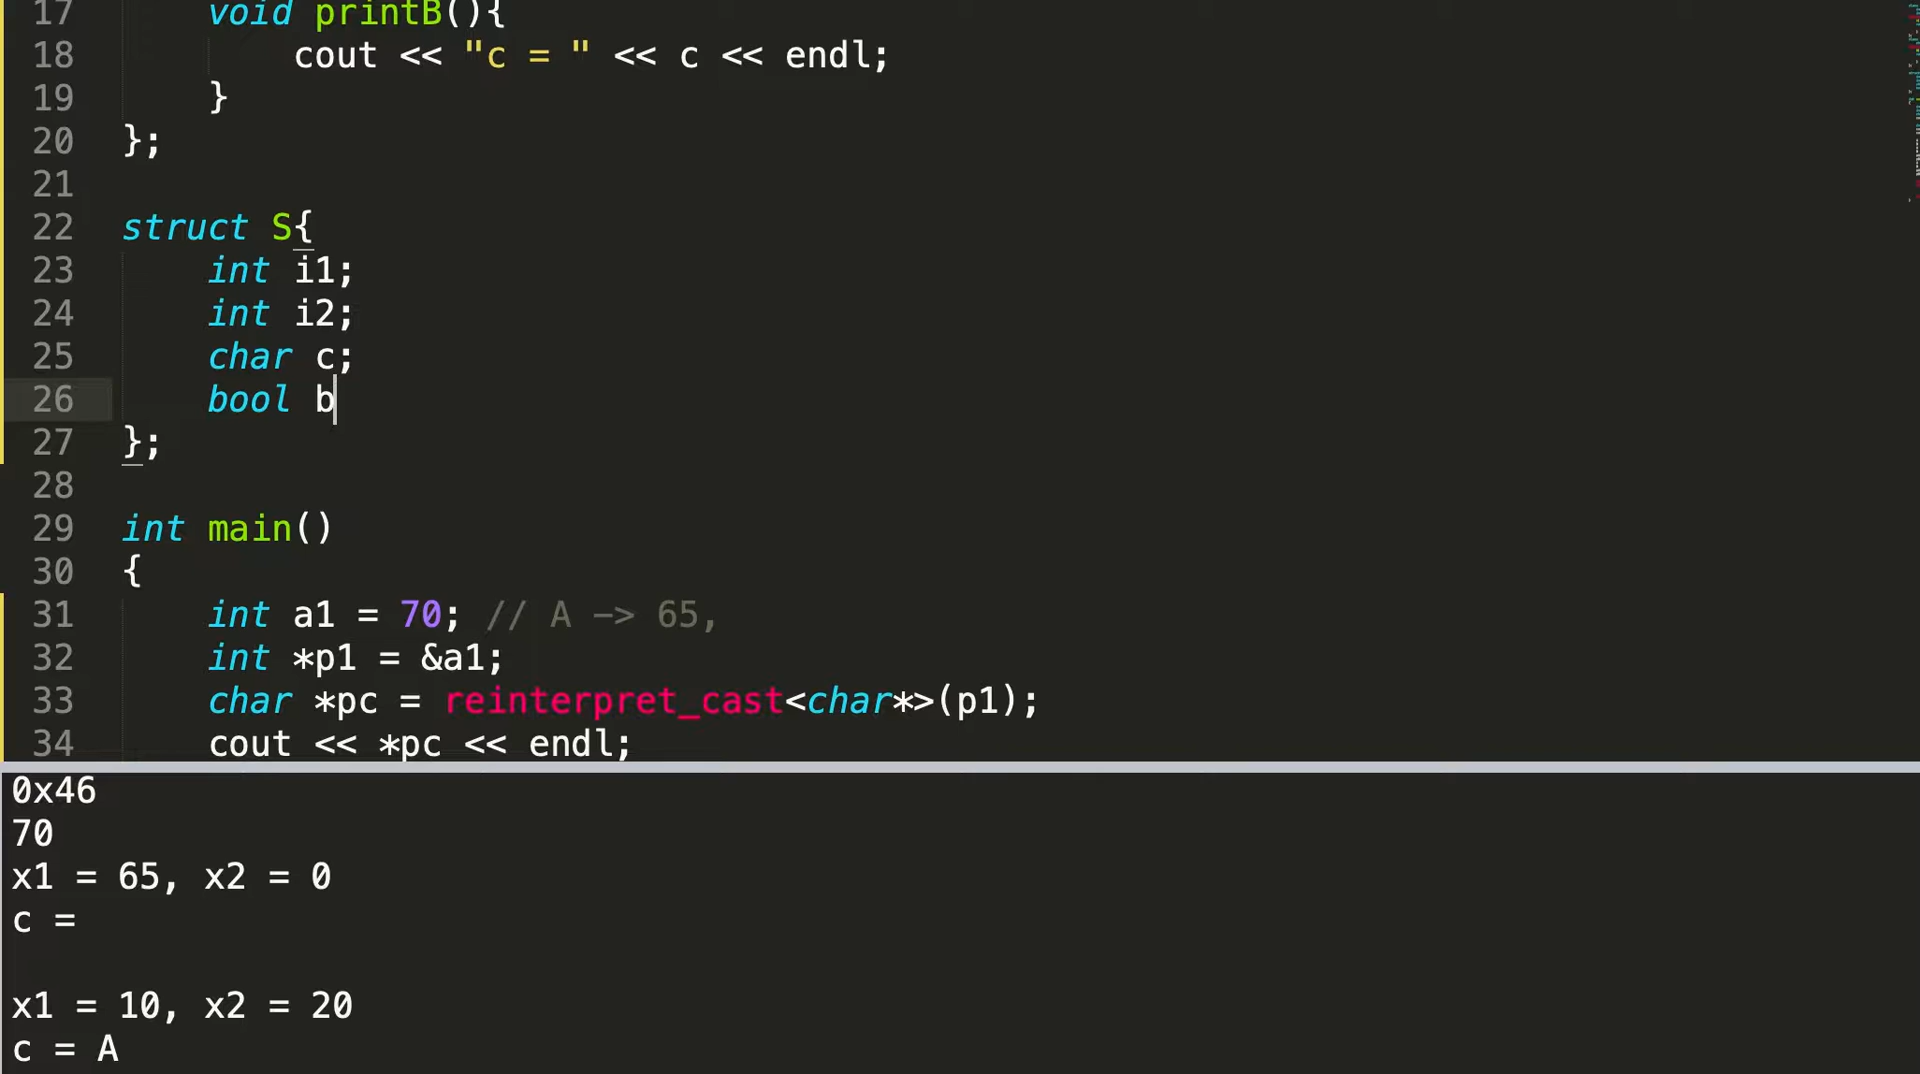 17 void printB(){
18 cout << "c = " << c << endl;
19 }
20 };
21
22 struct S{
23 int i1;
24 int i2;
25 char c;
26 bool b
27 };
28
29 int main()
30 {
31 int a1 = 70; // A -> 65,
32 int *p1 = &a1;
33 char *pc = reinterpret_cast<char*>(p1);
34 cout << *pc << endl;
0x46
70
x1 = 65, x2 = 0
c =
x1 = 10, x2 = 20
c = A